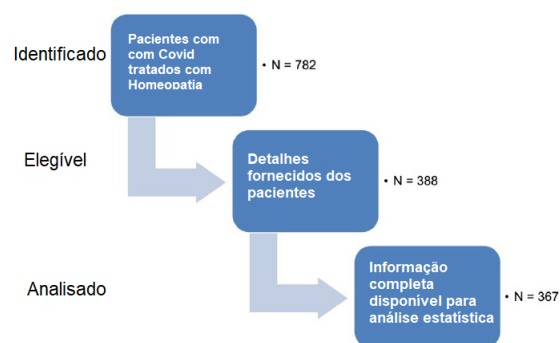 Identificado
Pacientes com
com Covid
tratados com
Homeopatia
• N = 782
Elegível
Detalhes
fornecidos dos
pacientes
• N = 388
Analisado
Informação
completa
disponível para
análise estatística
• N = 367